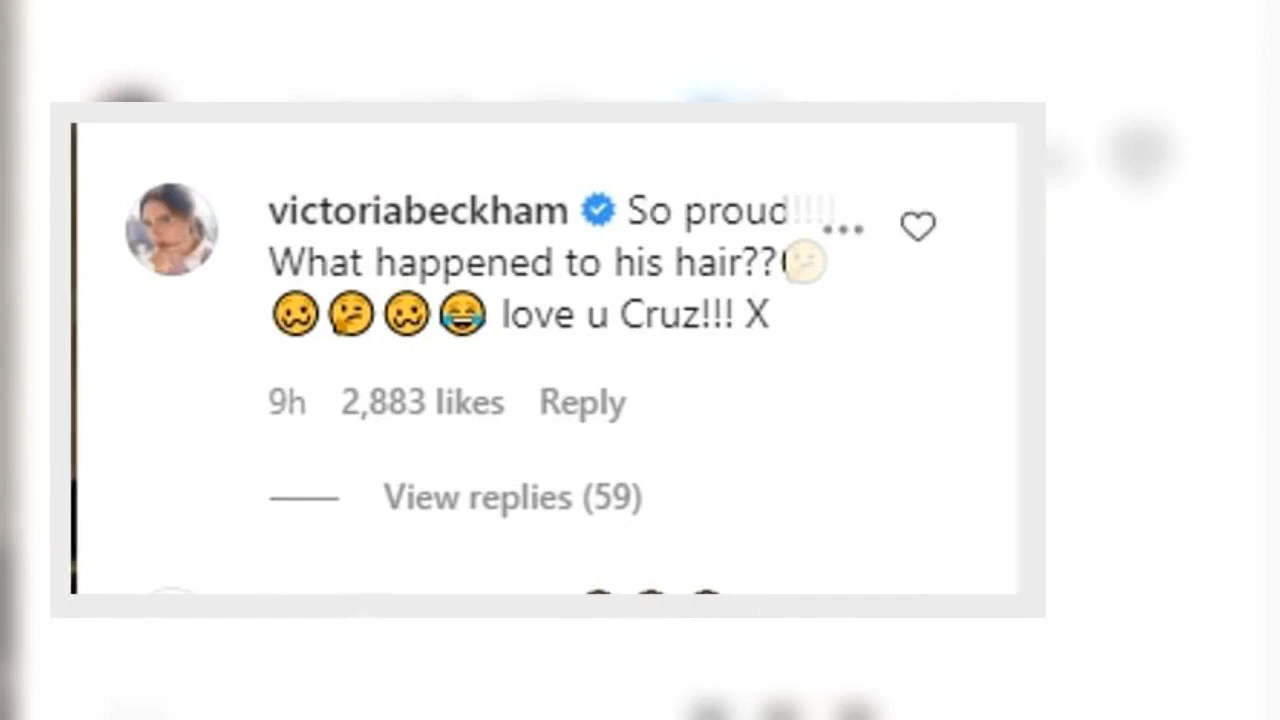 victoriabeckham So proud!!!!
What happened to his hair??🤔
🥴🤔🥴😂 love u Cruz!!! X
9h 2,883 likes Reply
View replies (59)